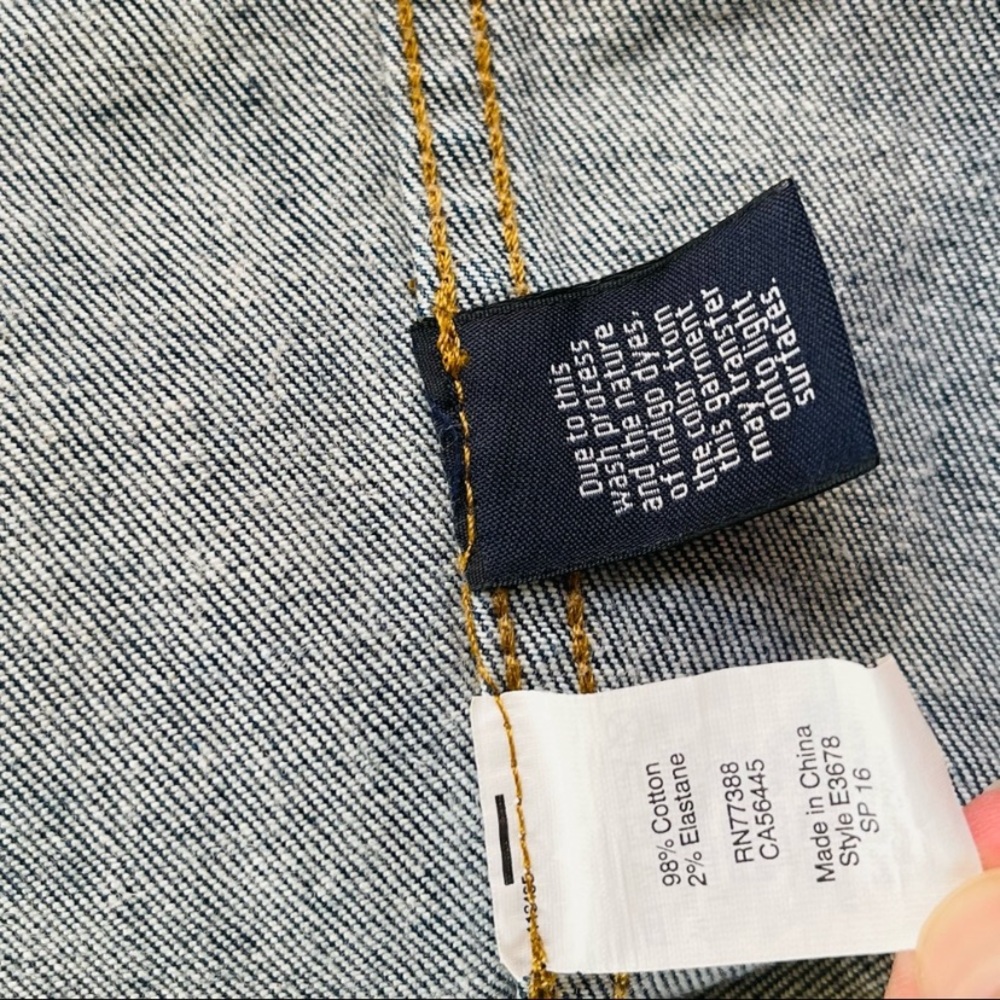 Due to this
wash process
and the nature
of indigo dyes,
the color from
this garment
may transfer
onto light
surfaces.
98% Cotton
2% Elastane
RN77388
CA56445
Made in China
Style E3678
SP 16